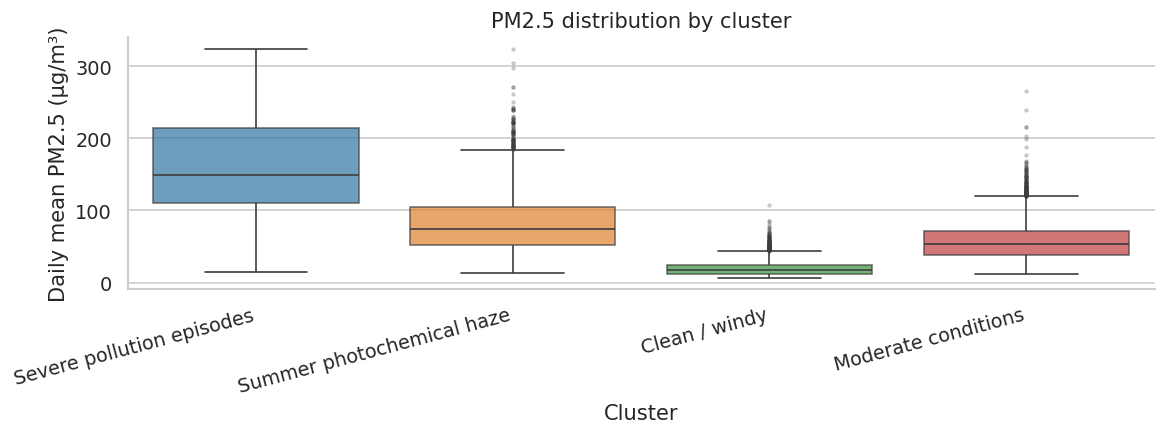 PM2.5 distribution by cluster
Daily mean PM2.5 (µg/m³)
300
200
100
0
Severe pollution episodes
Summer photochemical haze
Clean / windy
Moderate conditions
Cluster